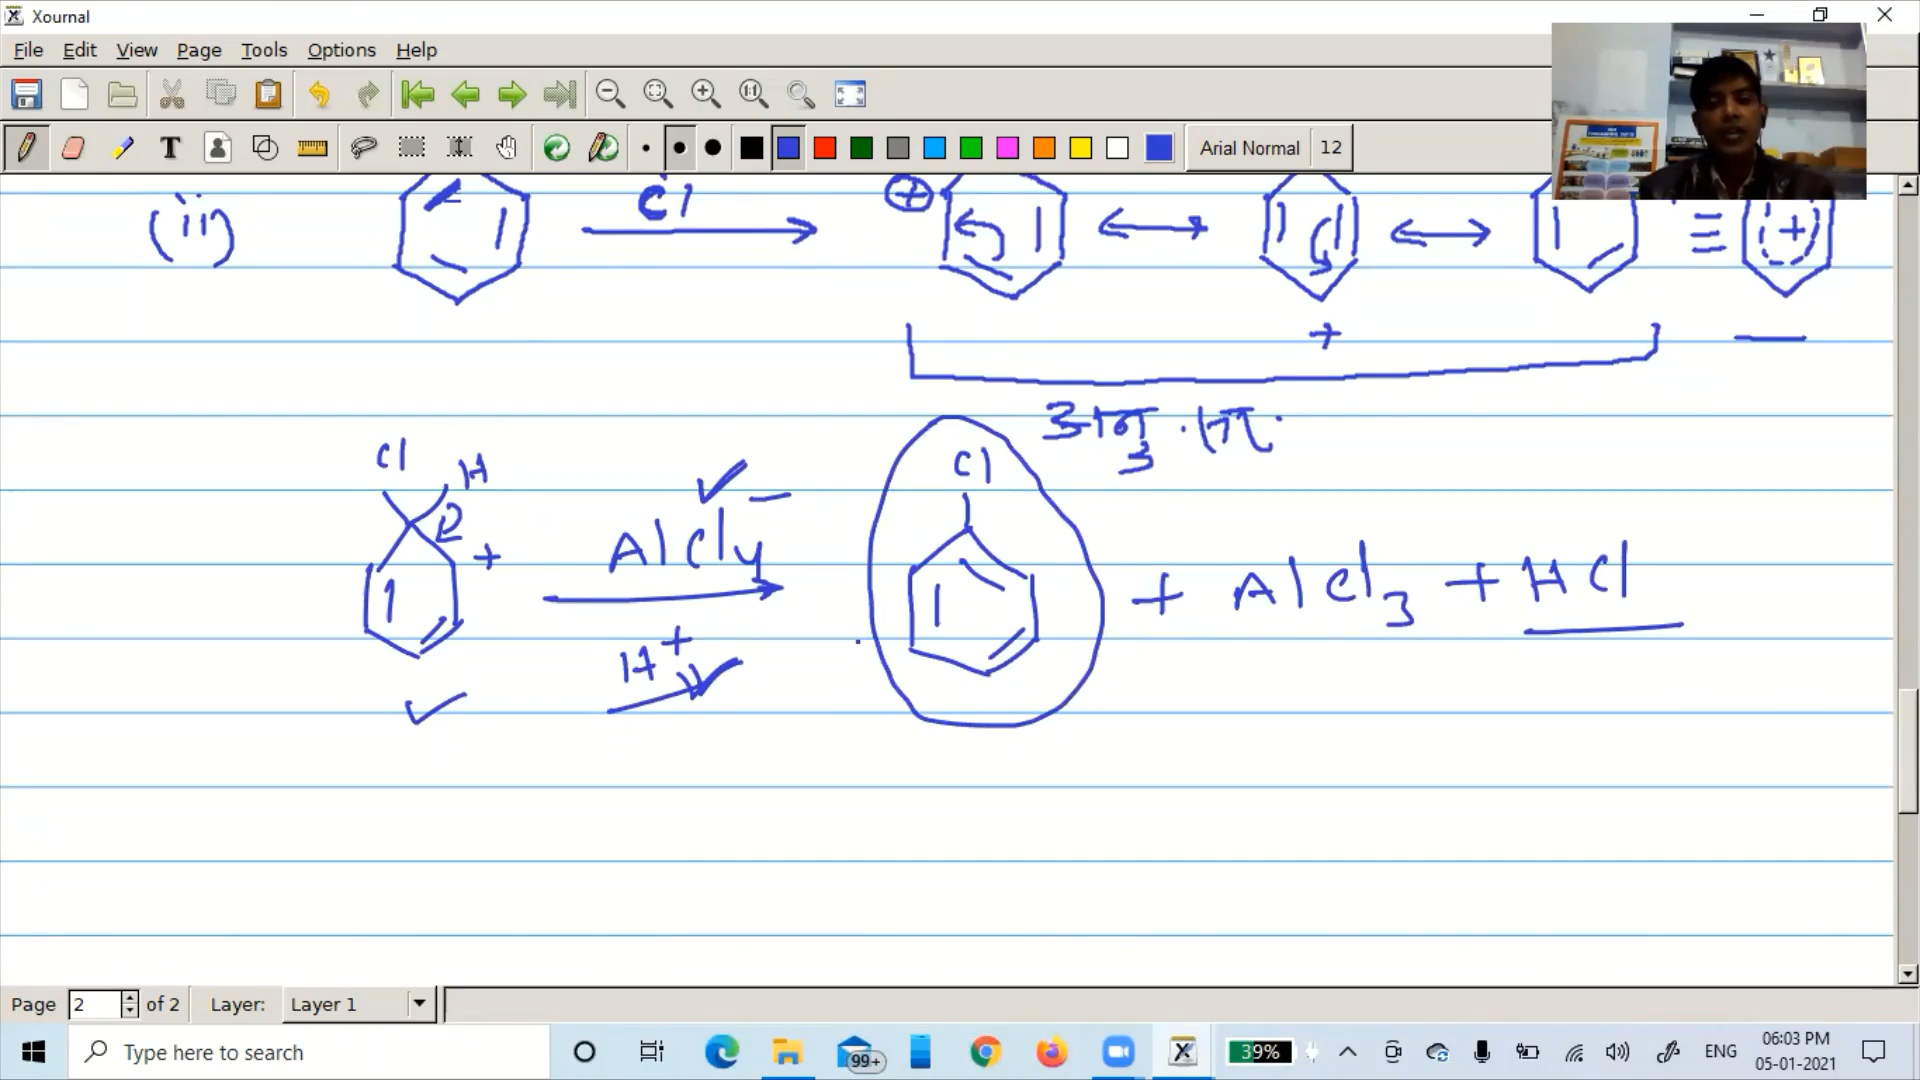 Xournal
File Edit View Page Tools Options Help
Arial Normal 12
(ii) Cl + ⟶ ⊕ ⟷ ⟷ ≡ +
+
Cl H Cl
+ AlCl4 − + AlCl3 + HCl
H+
Page 2 of 2 Layer: Layer 1
Type here to search
99+
39%
ENG
06:03 PM
05-01-2021